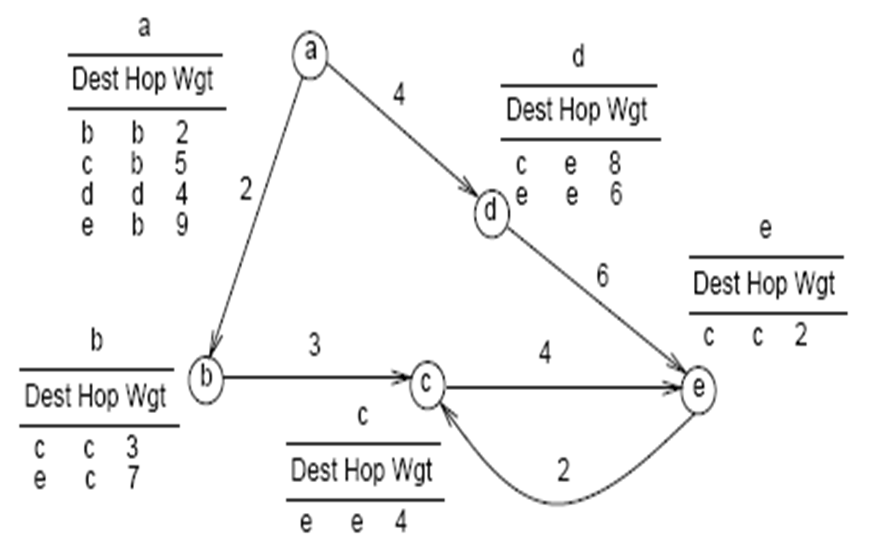 a
Dest Hop Wgt
b b 2
c b 5
d d 4
e b 9
a
4
2
d
Dest Hop Wgt
c e 8
e e 6
d
6
e
Dest Hop Wgt
c c 2
b
Dest Hop Wgt
c c 3
e c 7
b
3
c
4
e
c
Dest Hop Wgt
e e 4
2